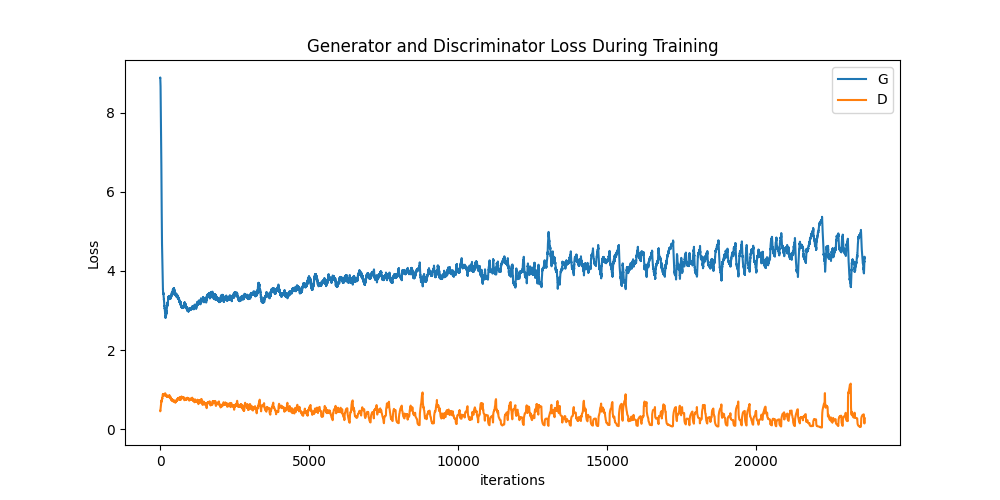 Generator and Discriminator Loss During Training
G
D
8
6
4
2
0
Loss
0 5000 10000 15000 20000
iterations